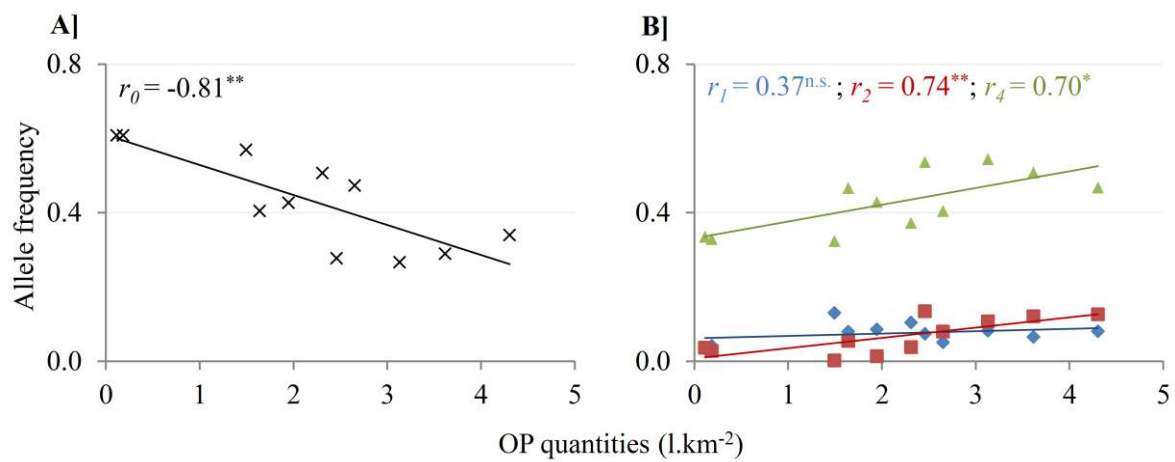 A]
B]
0.8
0.8
r0 = -0.81**
r1 = 0.37n.s. ; r2 = 0.74**; r4 = 0.70*
Allele frequency
0.4
0.4
0.0
0.0
0 1 2 3 4 5
0 1 2 3 4 5
OP quantities (l.km-2)